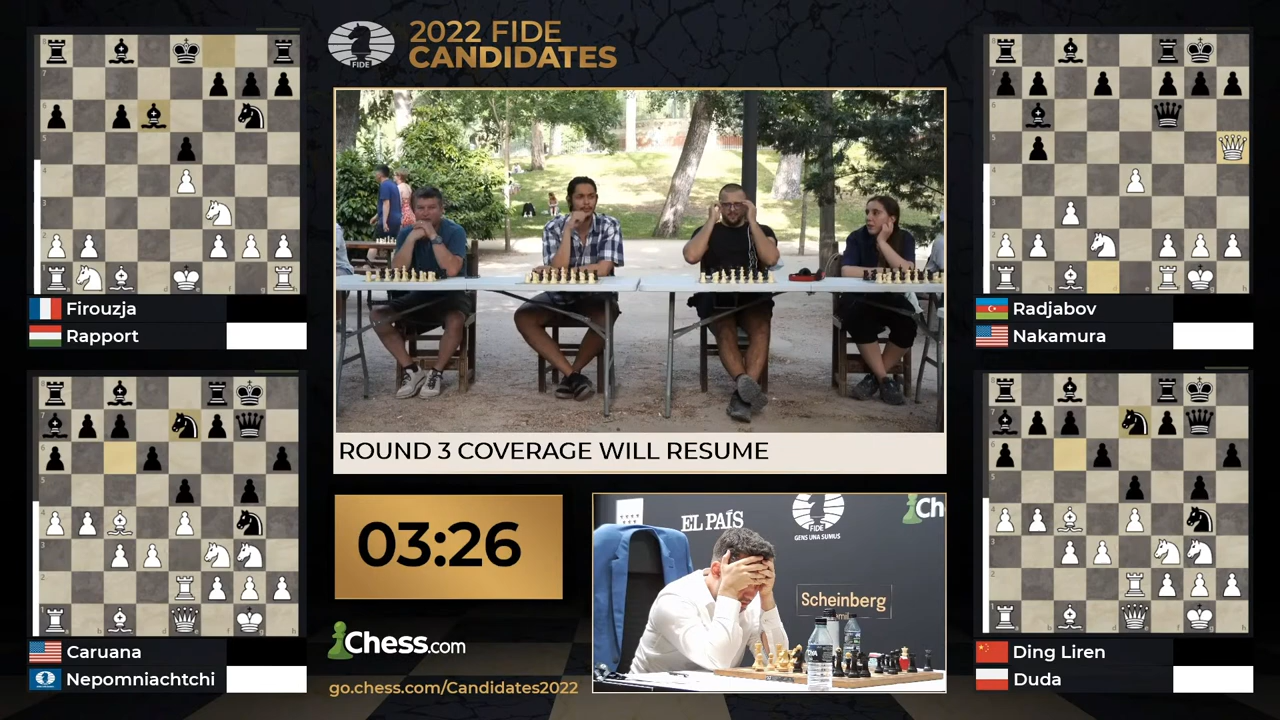 2022 FIDE
CANDIDATES
FIDE
Firouzja
Rapport
Radjabov
Nakamura
ROUND 3 COVERAGE WILL RESUME
03:26
EL PAÍS
FIDE
GENS UNA SUMUS
Ch
Scheinberg
Chess.com
go.chess.com/Candidates2022
Caruana
Nepomniachtchi
Ding Liren
Duda